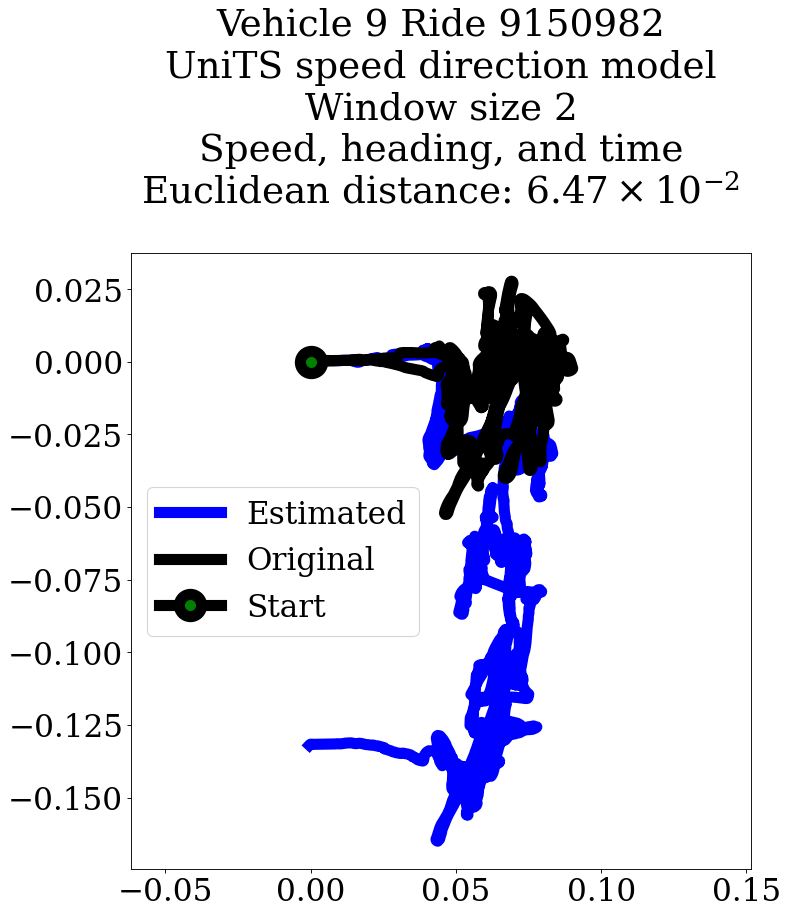 Vehicle 9 Ride 9150982
UniTS speed direction model
Window size 2
Speed, heading, and time
Euclidean distance: 6.47 × 10⁻²
0.025
0.000
−0.025
−0.050
−0.075
−0.100
−0.125
−0.150
Estimated
Original
Start
−0.05 0.00 0.05 0.10 0.15